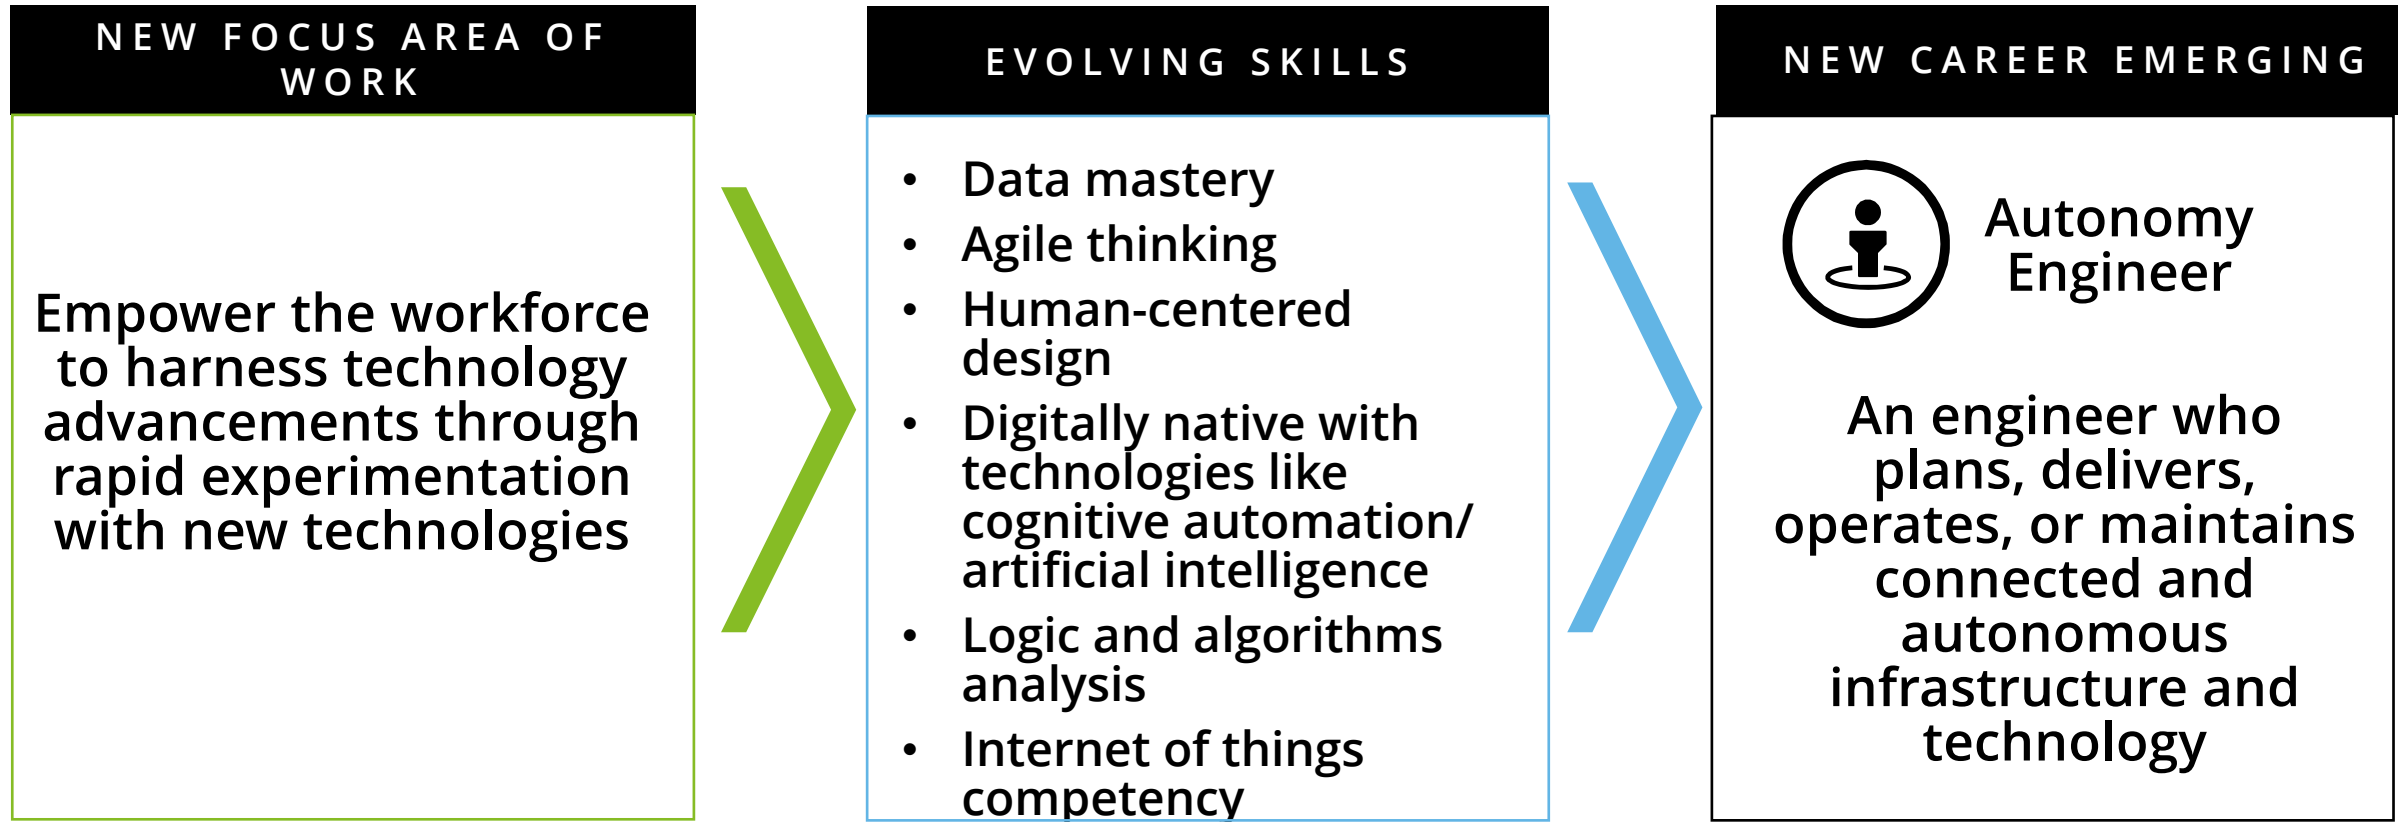 NEW FOCUS AREA OF
WORK
Empower the workforce
to harness technology
advancements through
rapid experimentation
with new technologies
EVOLVING SKILLS
• Data mastery
• Agile thinking
• Human-centered
design
• Digitally native with
technologies like
cognitive automation/
artificial intelligence
• Logic and algorithms
analysis
• Internet of things
competency
NEW CAREER EMERGING
Autonomy
Engineer
An engineer who
plans, delivers,
operates, or maintains
connected and
autonomous
infrastructure and
technology